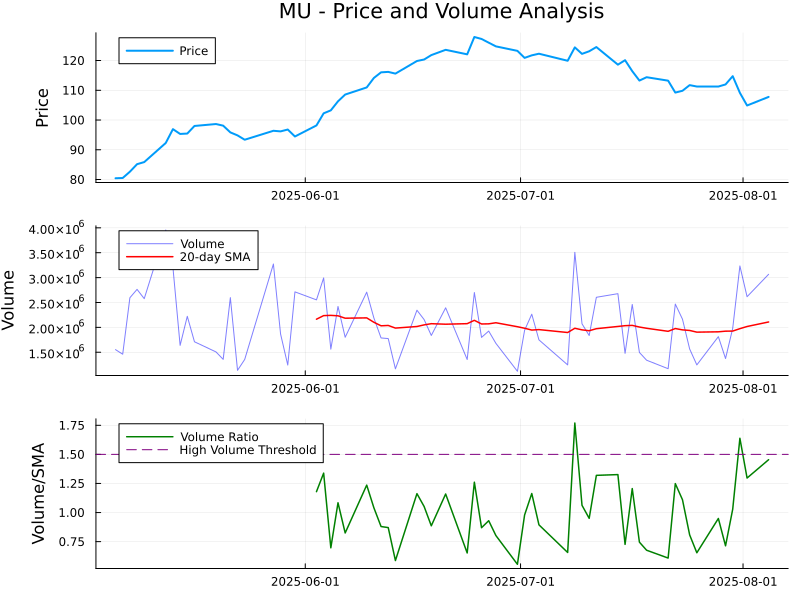 MU - Price and Volume Analysis
Price
120
110
100
90
80
Price
2025-06-01
2025-07-01
2025-08-01
4.00×10⁶
3.50×10⁶
3.00×10⁶
2.50×10⁶
2.00×10⁶
1.50×10⁶
Volume
Volume
20-day SMA
2025-06-01
2025-07-01
2025-08-01
1.75
1.50
1.25
1.00
0.75
Volume/SMA
Volume Ratio
High Volume Threshold
2025-06-01
2025-07-01
2025-08-01